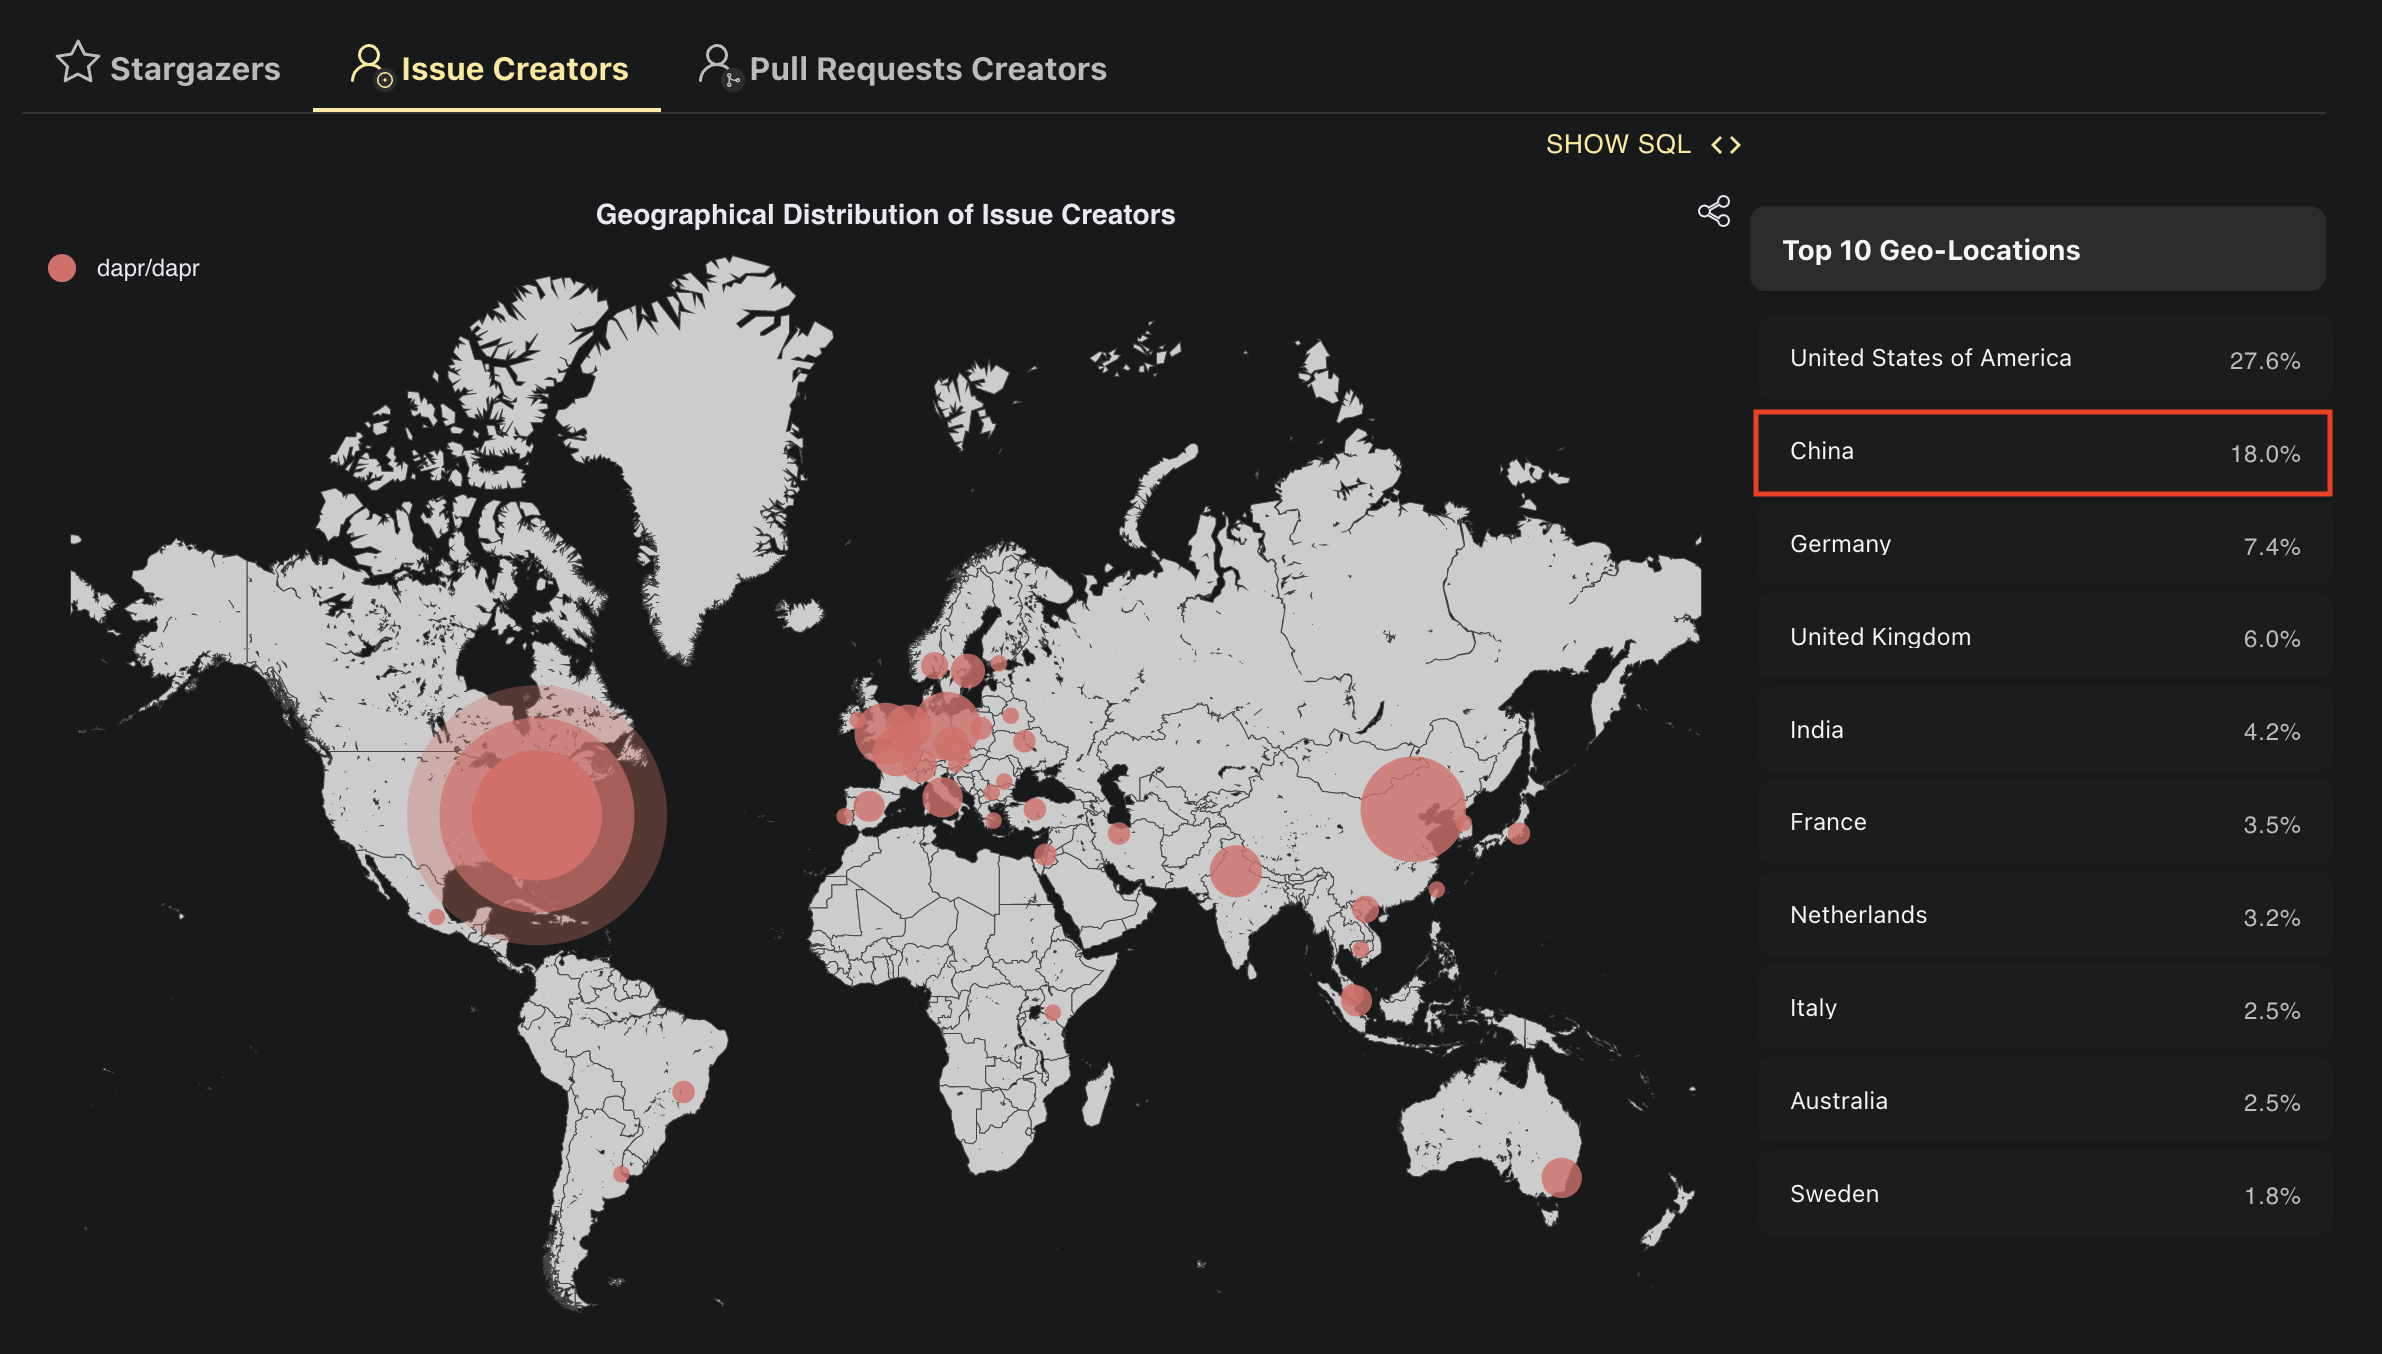 Stargazers
Issue Creators
Pull Requests Creators
SHOW SQL <>
Geographical Distribution of Issue Creators
dapr/dapr
Top 10 Geo-Locations
United States of America 27.6%
China 18.0%
Germany 7.4%
United Kingdom 6.0%
India 4.2%
France 3.5%
Netherlands 3.2%
Italy 2.5%
Australia 2.5%
Sweden 1.8%